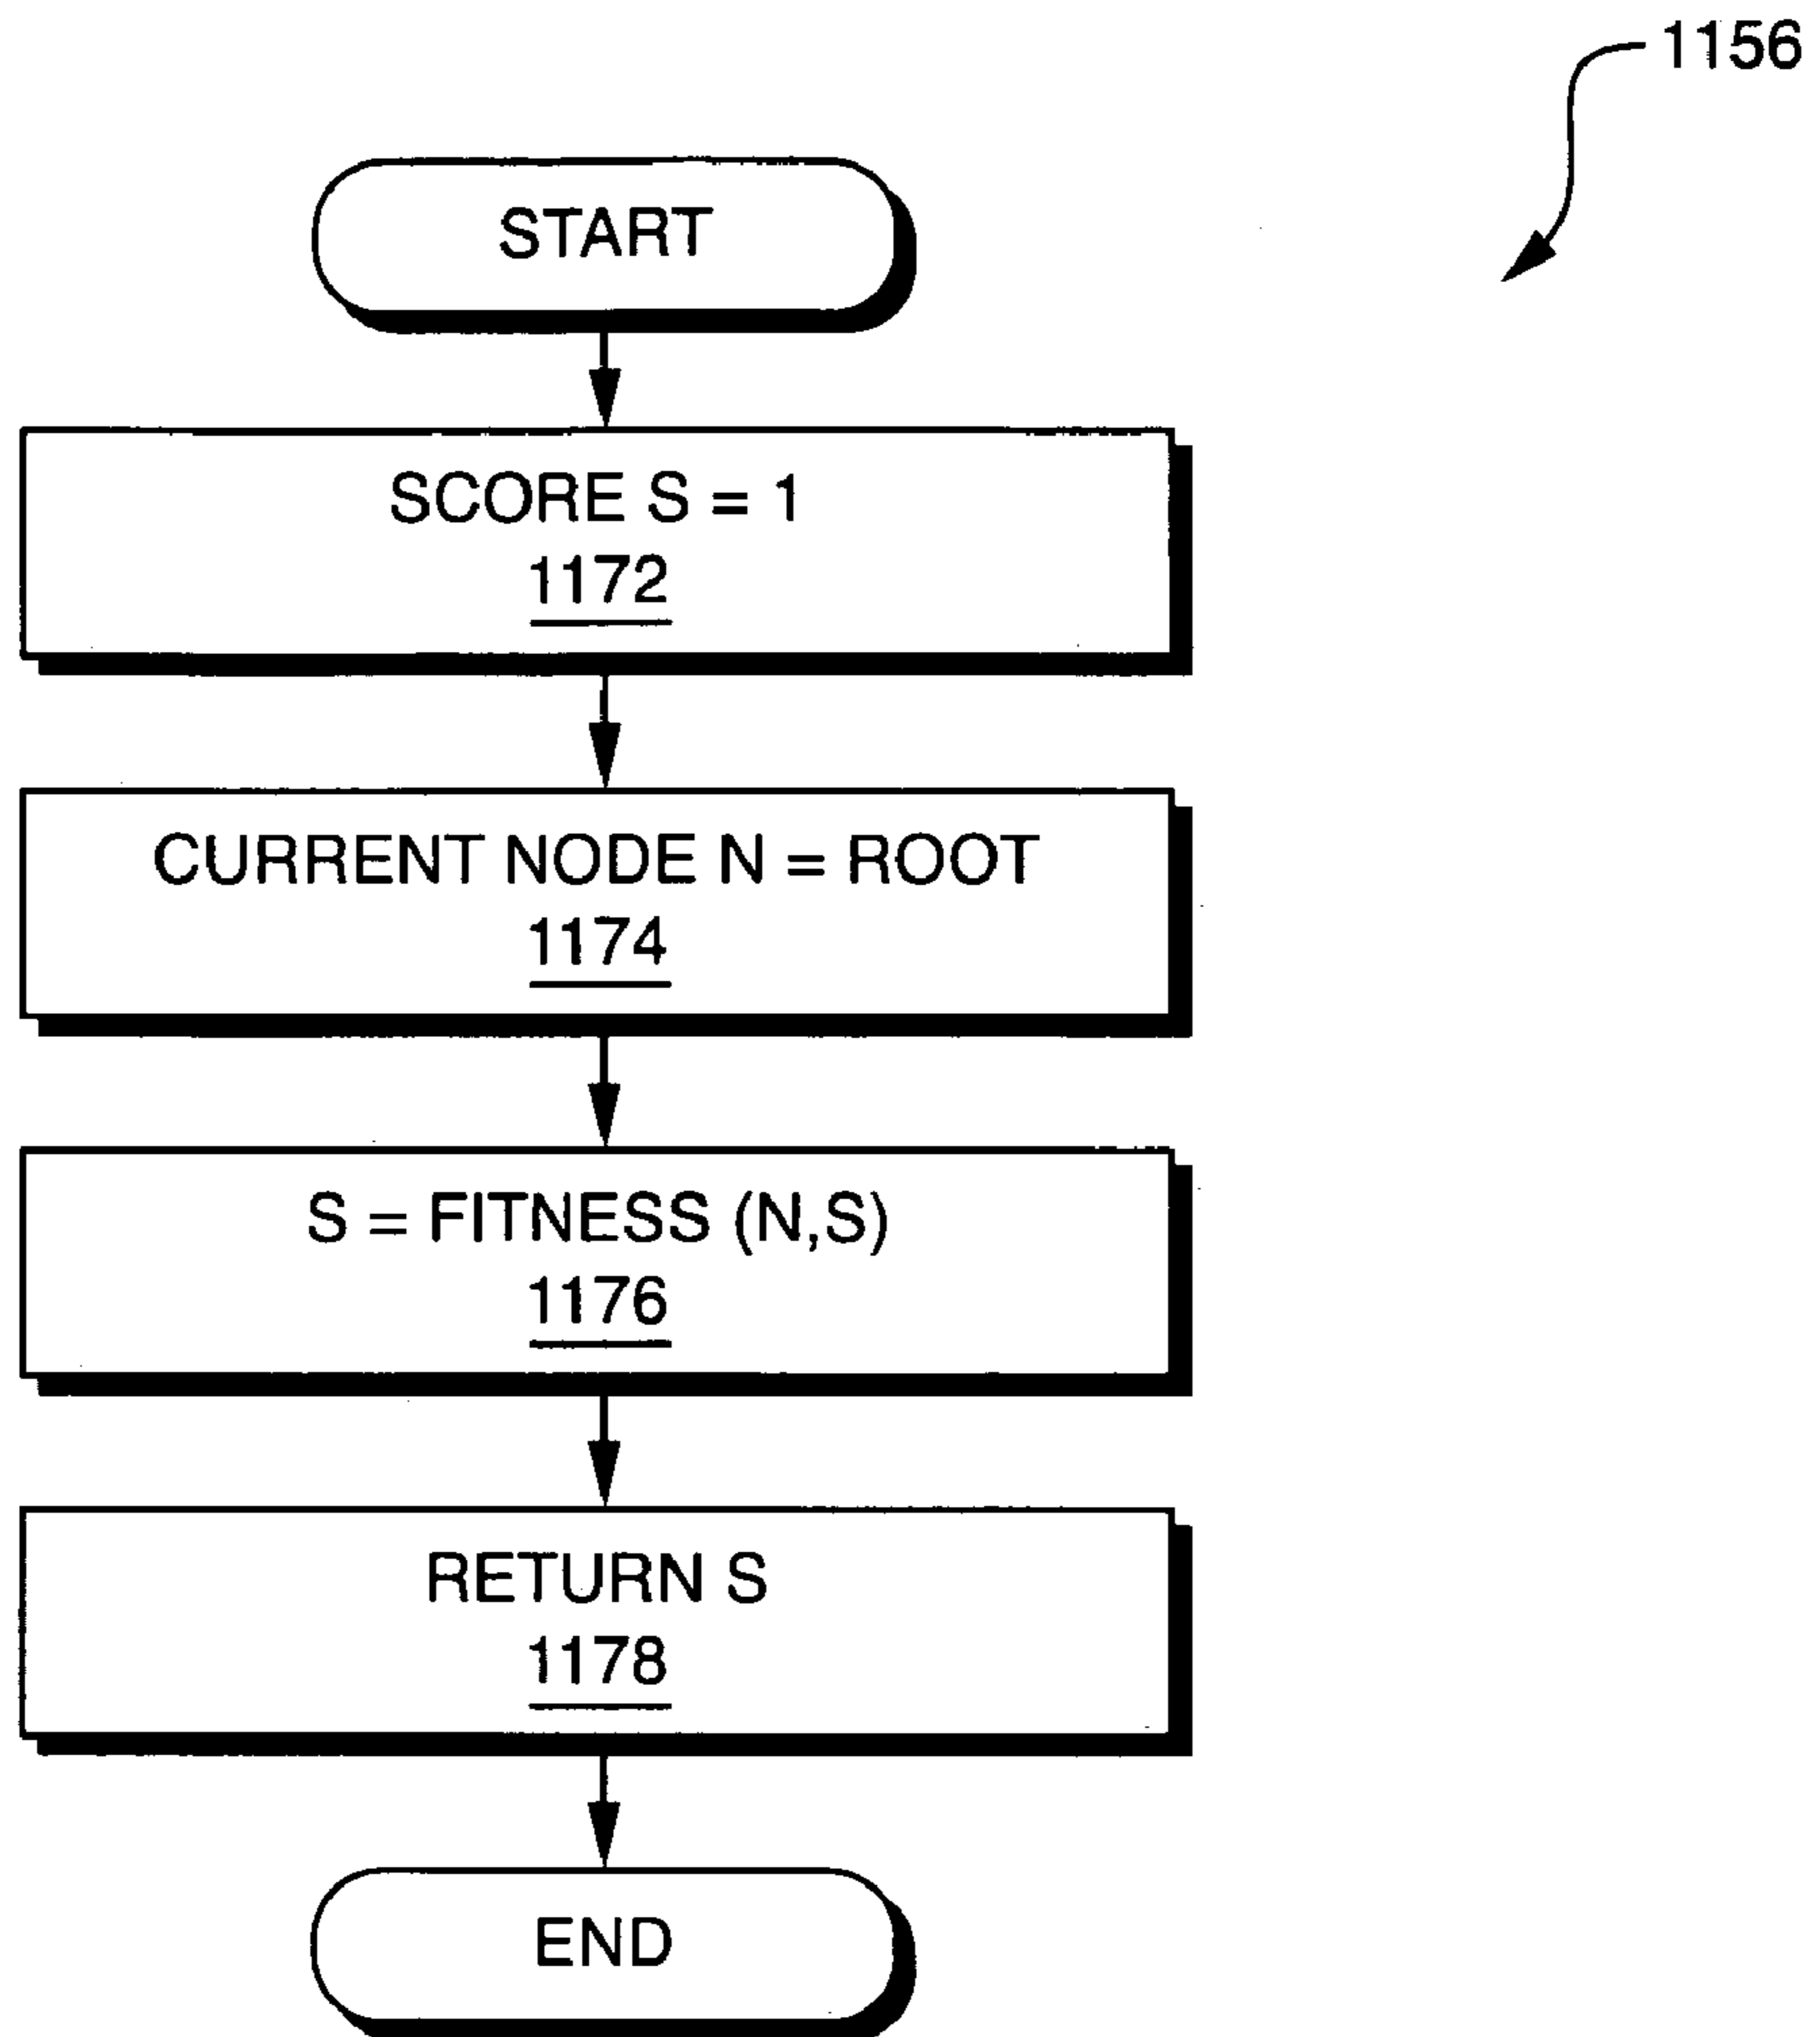 1156
START
SCORE S = 1
1172
CURRENT NODE N = ROOT
1174
S = FITNESS (N,S)
1176
RETURN S
1178
END